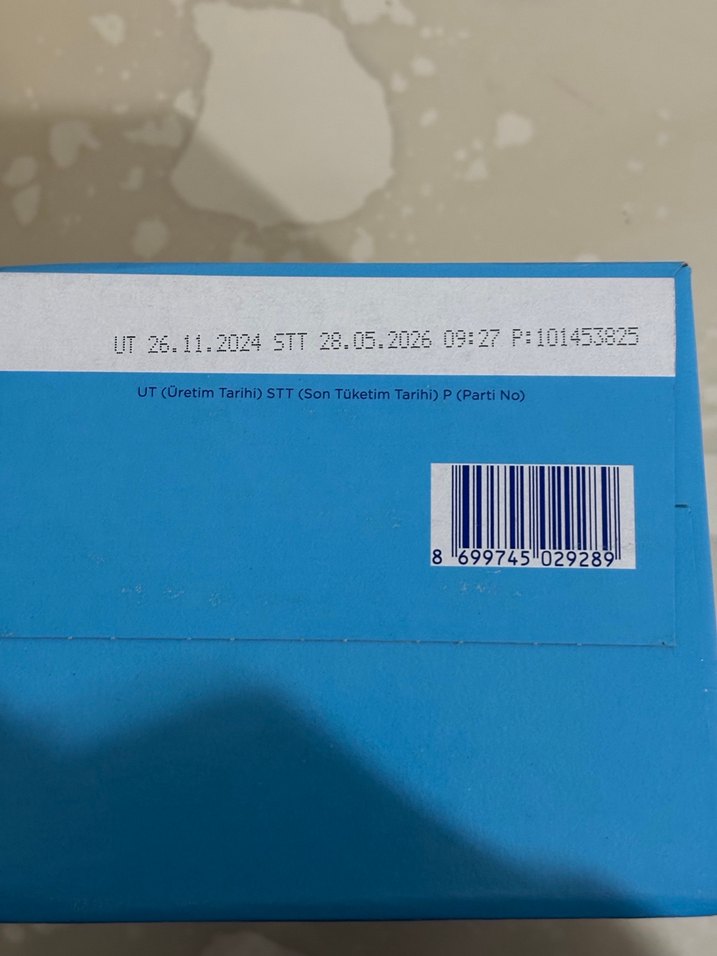 UT 26.11.2024 STT 28.05.2026 09:27 P:101453825
UT (Üretim Tarihi) STT (Son Tüketim Tarihi) P (Parti No)
8 699745 029289